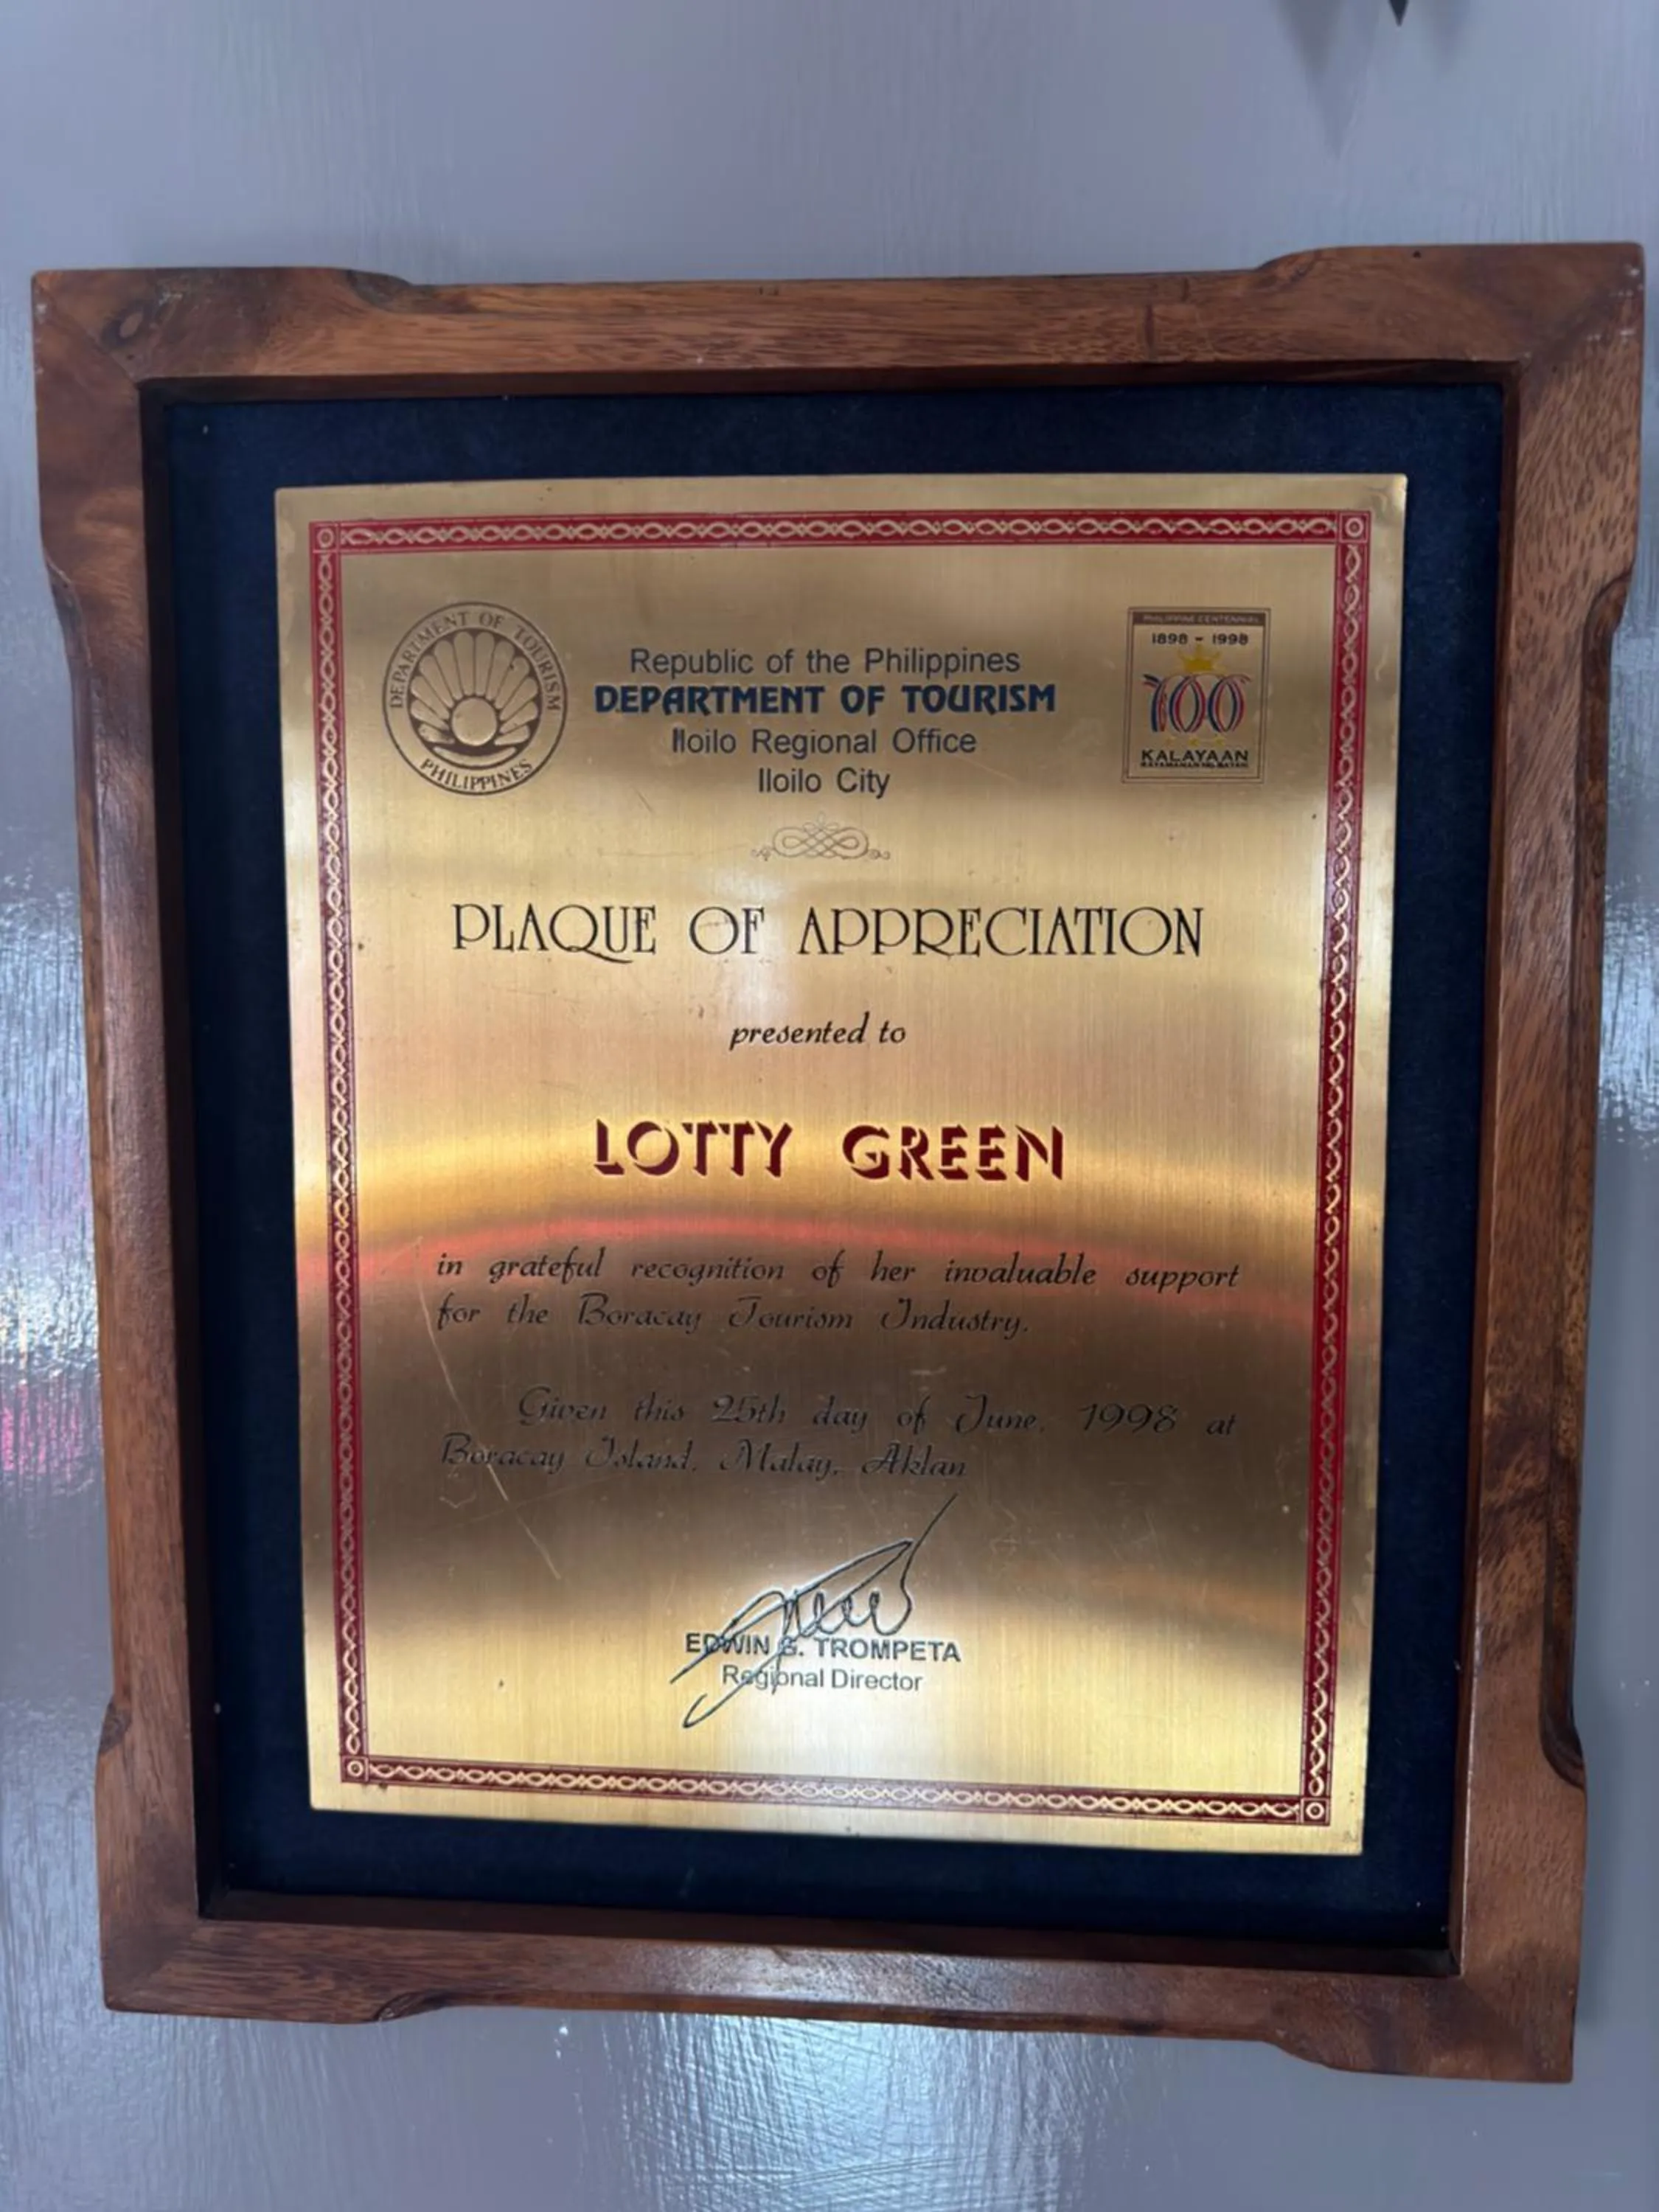 DEPARTMENT OF TOURISM
PHILIPPINES
Republic of the Philippines
DEPARTMENT OF TOURISM
Iloilo Regional Office
Iloilo City
PHILIPPINE CENTENNIAL
1898 - 1998
100
KALAYAAN
PLAQUE OF APPRECIATION
presented to
LOTTY GREEN
in grateful recognition of her invaluable support
for the Boracay Tourism Industry.
Given this 25th day of June, 1998 at
Boracay Island, Malay, Aklan
EDWIN G. TROMPETA
Regional Director